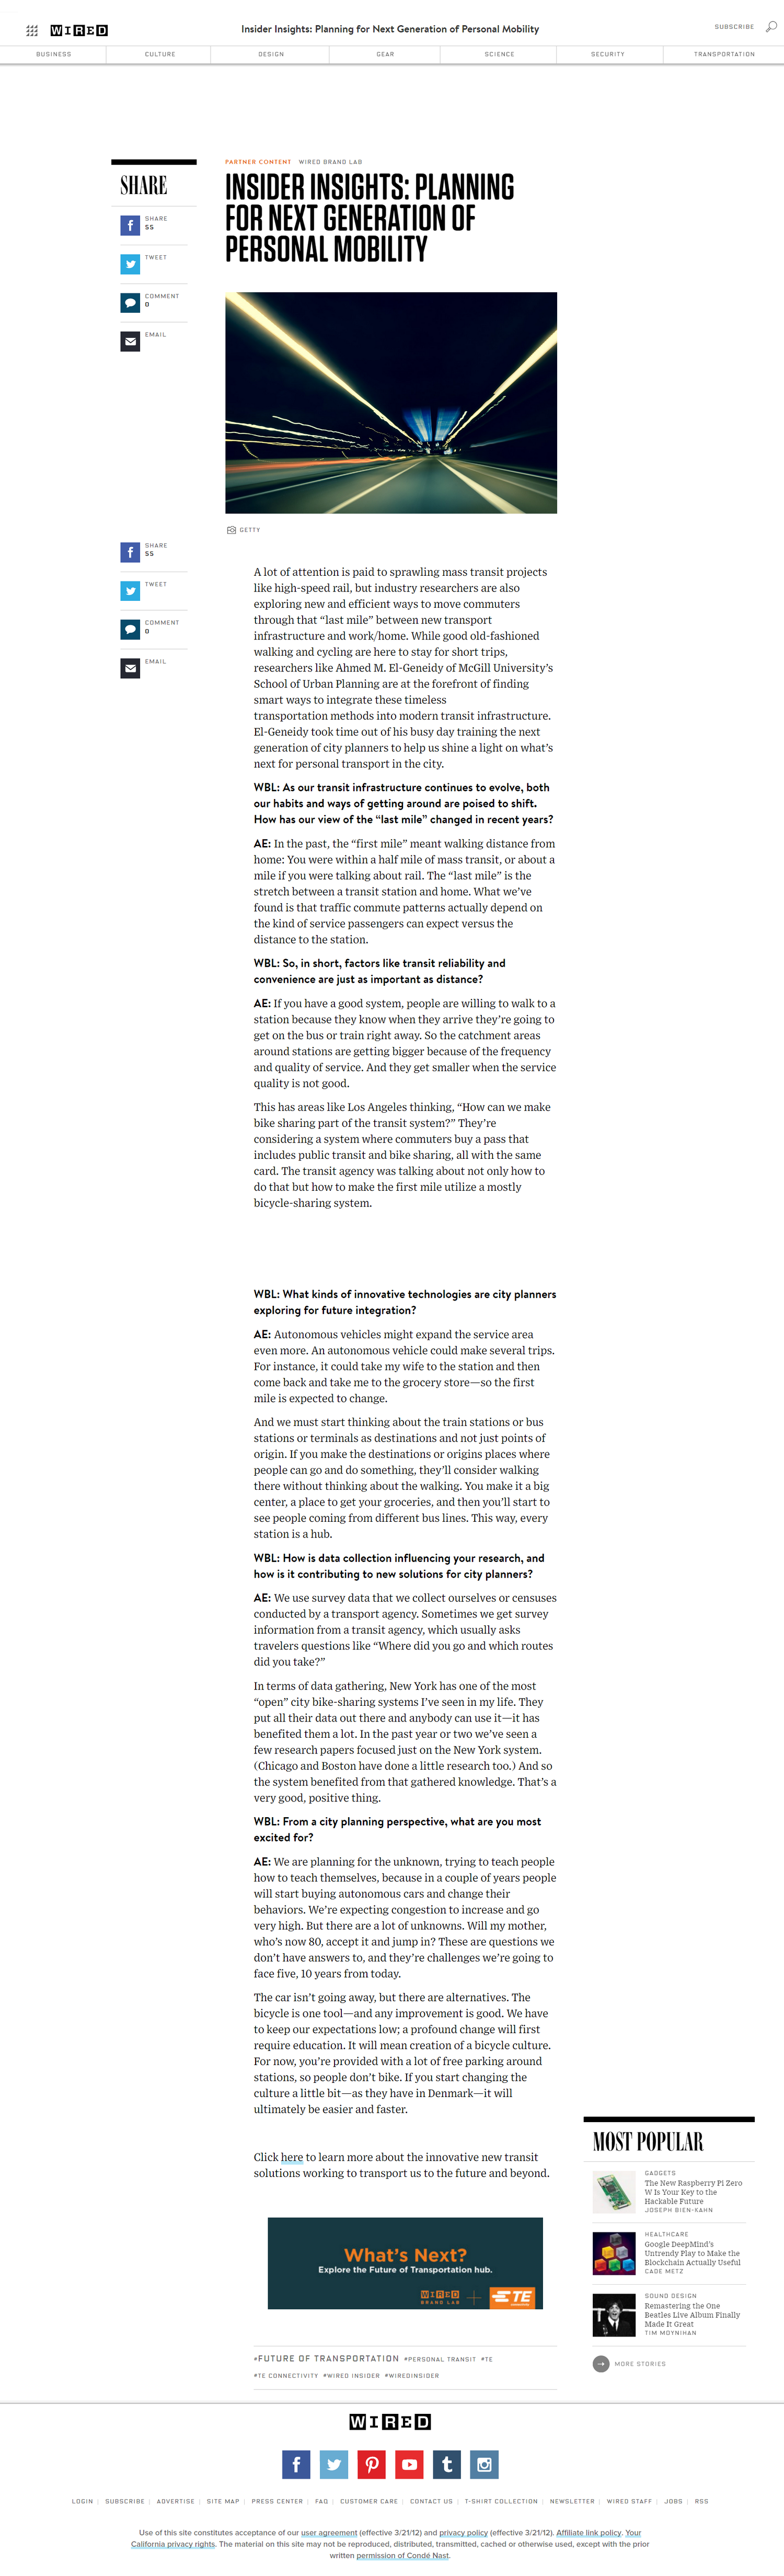 WIRED
Insider Insights: Planning for Next Generation of Personal Mobility
SUBSCRIBE
BUSINESS
CULTURE
DESIGN
GEAR
SCIENCE
SECURITY
TRANSPORTATION
SHARE
SHARE
55
TWEET
COMMENT
0
EMAIL
PARTNER CONTENT WIRED BRAND LAB
INSIDER INSIGHTS: PLANNING
FOR NEXT GENERATION OF
PERSONAL MOBILITY
GETTY
SHARE
55
TWEET
COMMENT
0
EMAIL
A lot of attention is paid to sprawling mass transit projects
like high-speed rail, but industry researchers are also
exploring new and efficient ways to move commuters
through that “last mile” between new transport
infrastructure and work/home. While good old-fashioned
walking and cycling are here to stay for short trips,
researchers like Ahmed M. El-Geneidy of McGill University’s
School of Urban Planning are at the forefront of finding
smart ways to integrate these timeless
transportation methods into modern transit infrastructure.
El-Geneidy took time out of his busy day training the next
generation of city planners to help us shine a light on what’s
next for personal transport in the city.
WBL: As our transit infrastructure continues to evolve, both
our habits and ways of getting around are poised to shift.
How has our view of the “last mile” changed in recent years?
AE: In the past, the “first mile” meant walking distance from
home: You were within a half mile of mass transit, or about a
mile if you were talking about rail. The “last mile” is the
stretch between a transit station and home. What we’ve
found is that traffic commute patterns actually depend on
the kind of service passengers can expect versus the
distance to the station.
WBL: So, in short, factors like transit reliability and
convenience are just as important as distance?
AE: If you have a good system, people are willing to walk to a
station because they know when they arrive they’re going to
get on the bus or train right away. So the catchment areas
around stations are getting bigger because of the frequency
and quality of service. And they get smaller when the service
quality is not good.
This has areas like Los Angeles thinking, “How can we make
bike sharing part of the transit system?” They’re
considering a system where commuters buy a pass that
includes public transit and bike sharing, all with the same
card. The transit agency was talking about not only how to
do that but how to make the first mile utilize a mostly
bicycle-sharing system.
WBL: What kinds of innovative technologies are city planners
exploring for future integration?
AE: Autonomous vehicles might expand the service area
even more. An autonomous vehicle could make several trips.
For instance, it could take my wife to the station and then
come back and take me to the grocery store—so the first
mile is expected to change.
And we must start thinking about the train stations or bus
stations or terminals as destinations and not just points of
origin. If you make the destinations or origins places where
people can go and do something, they’ll consider walking
there without thinking about the walking. You make it a big
center, a place to get your groceries, and then you’ll start to
see people coming from different bus lines. This way, every
station is a hub.
WBL: How is data collection influencing your research, and
how is it contributing to new solutions for city planners?
AE: We use survey data that we collect ourselves or censuses
conducted by a transport agency. Sometimes we get survey
information from a transit agency, which usually asks
travelers questions like “Where did you go and which routes
did you take?”
In terms of data gathering, New York has one of the most
“open” city bike-sharing systems I’ve seen in my life. They
put all their data out there and anybody can use it—it has
benefited them a lot. In the past year or two we’ve seen a
few research papers focused just on the New York system.
(Chicago and Boston have done a little research too.) And so
the system benefited from that gathered knowledge. That’s a
very good, positive thing.
WBL: From a city planning perspective, what are you most
excited for?
AE: We are planning for the unknown, trying to teach people
how to teach themselves, because in a couple of years people
will start buying autonomous cars and change their
behaviors. We’re expecting congestion to increase and go
very high. But there are a lot of unknowns. Will my mother,
who’s now 80, accept it and jump in? These are questions we
don’t have answers to, and they’re challenges we’re going to
face five, 10 years from today.
The car isn’t going away, but there are alternatives. The
bicycle is one tool—and any improvement is good. We have
to keep our expectations low; a profound change will first
require education. It will mean creation of a bicycle culture.
For now, you’re provided with a lot of free parking around
stations, so people don’t bike. If you start changing the
culture a little bit—as they have in Denmark—it will
ultimately be easier and faster.
Click here to learn more about the innovative new transit
solutions working to transport us to the future and beyond.
What’s Next?
Explore the Future of Transportation hub.
WIRED
BRAND LAB
TE
MOST POPULAR
GADGETS
The New Raspberry Pi Zero
W Is Your Key to the
Hackable Future
JOSEPH BIEN-KAHN
HEALTHCARE
Google DeepMind’s
Untrendy Play to Make the
Blockchain Actually Useful
CADE METZ
SOUND DESIGN
Remastering the One
Beatles Live Album Finally
Made It Great
TIM MOYNIHAN
MORE STORIES
#FUTURE OF TRANSPORTATION #PERSONAL TRANSIT #TE
#TE CONNECTIVITY #WIRED INSIDER #WIREDINSIDER
WIRED
LOGIN | SUBSCRIBE | ADVERTISE | SITE MAP | PRESS CENTER | FAQ | CUSTOMER CARE | CONTACT US | T-SHIRT COLLECTION | NEWSLETTER | WIRED STAFF | JOBS | RSS
Use of this site constitutes acceptance of our user agreement (effective 3/21/12) and privacy policy (effective 3/21/12). Affiliate link policy. Your
California privacy rights. The material on this site may not be reproduced, distributed, transmitted, cached or otherwise used, except with the prior
written permission of Condé Nast.